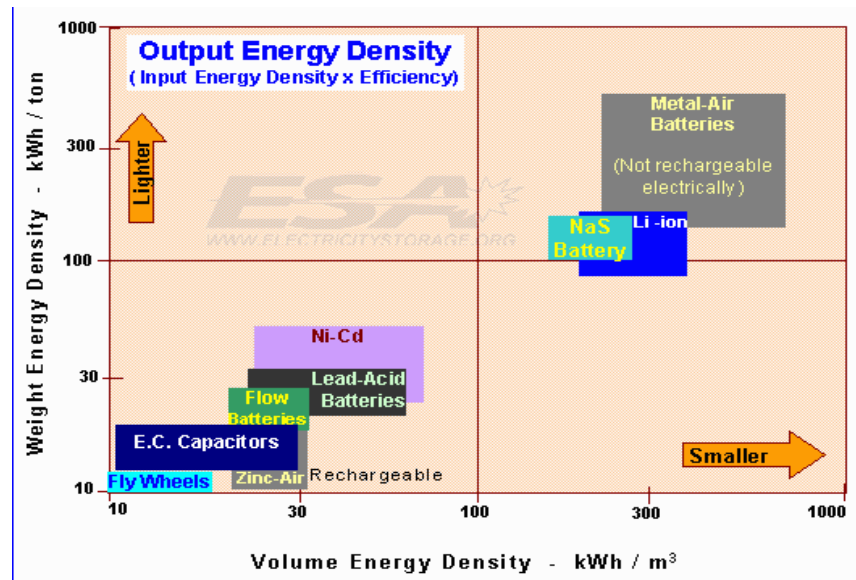 Output Energy Density
( Input Energy Density x Efficiency)
1000
300
100
30
10
Weight Energy Density - kWh / ton
Lighter
ESA
WWW.ELECTRICITYSTORAGE.ORG
Metal-Air
Batteries
(Not rechargeable
electrically )
NaS
Battery
Li -ion
Ni-Cd
Lead-Acid
Batteries
Flow
Batteries
E.C. Capacitors
Zinc-Air Rechargeable
Fly Wheels
Smaller
10 30 100 300 1000
Volume Energy Density - kWh / m³